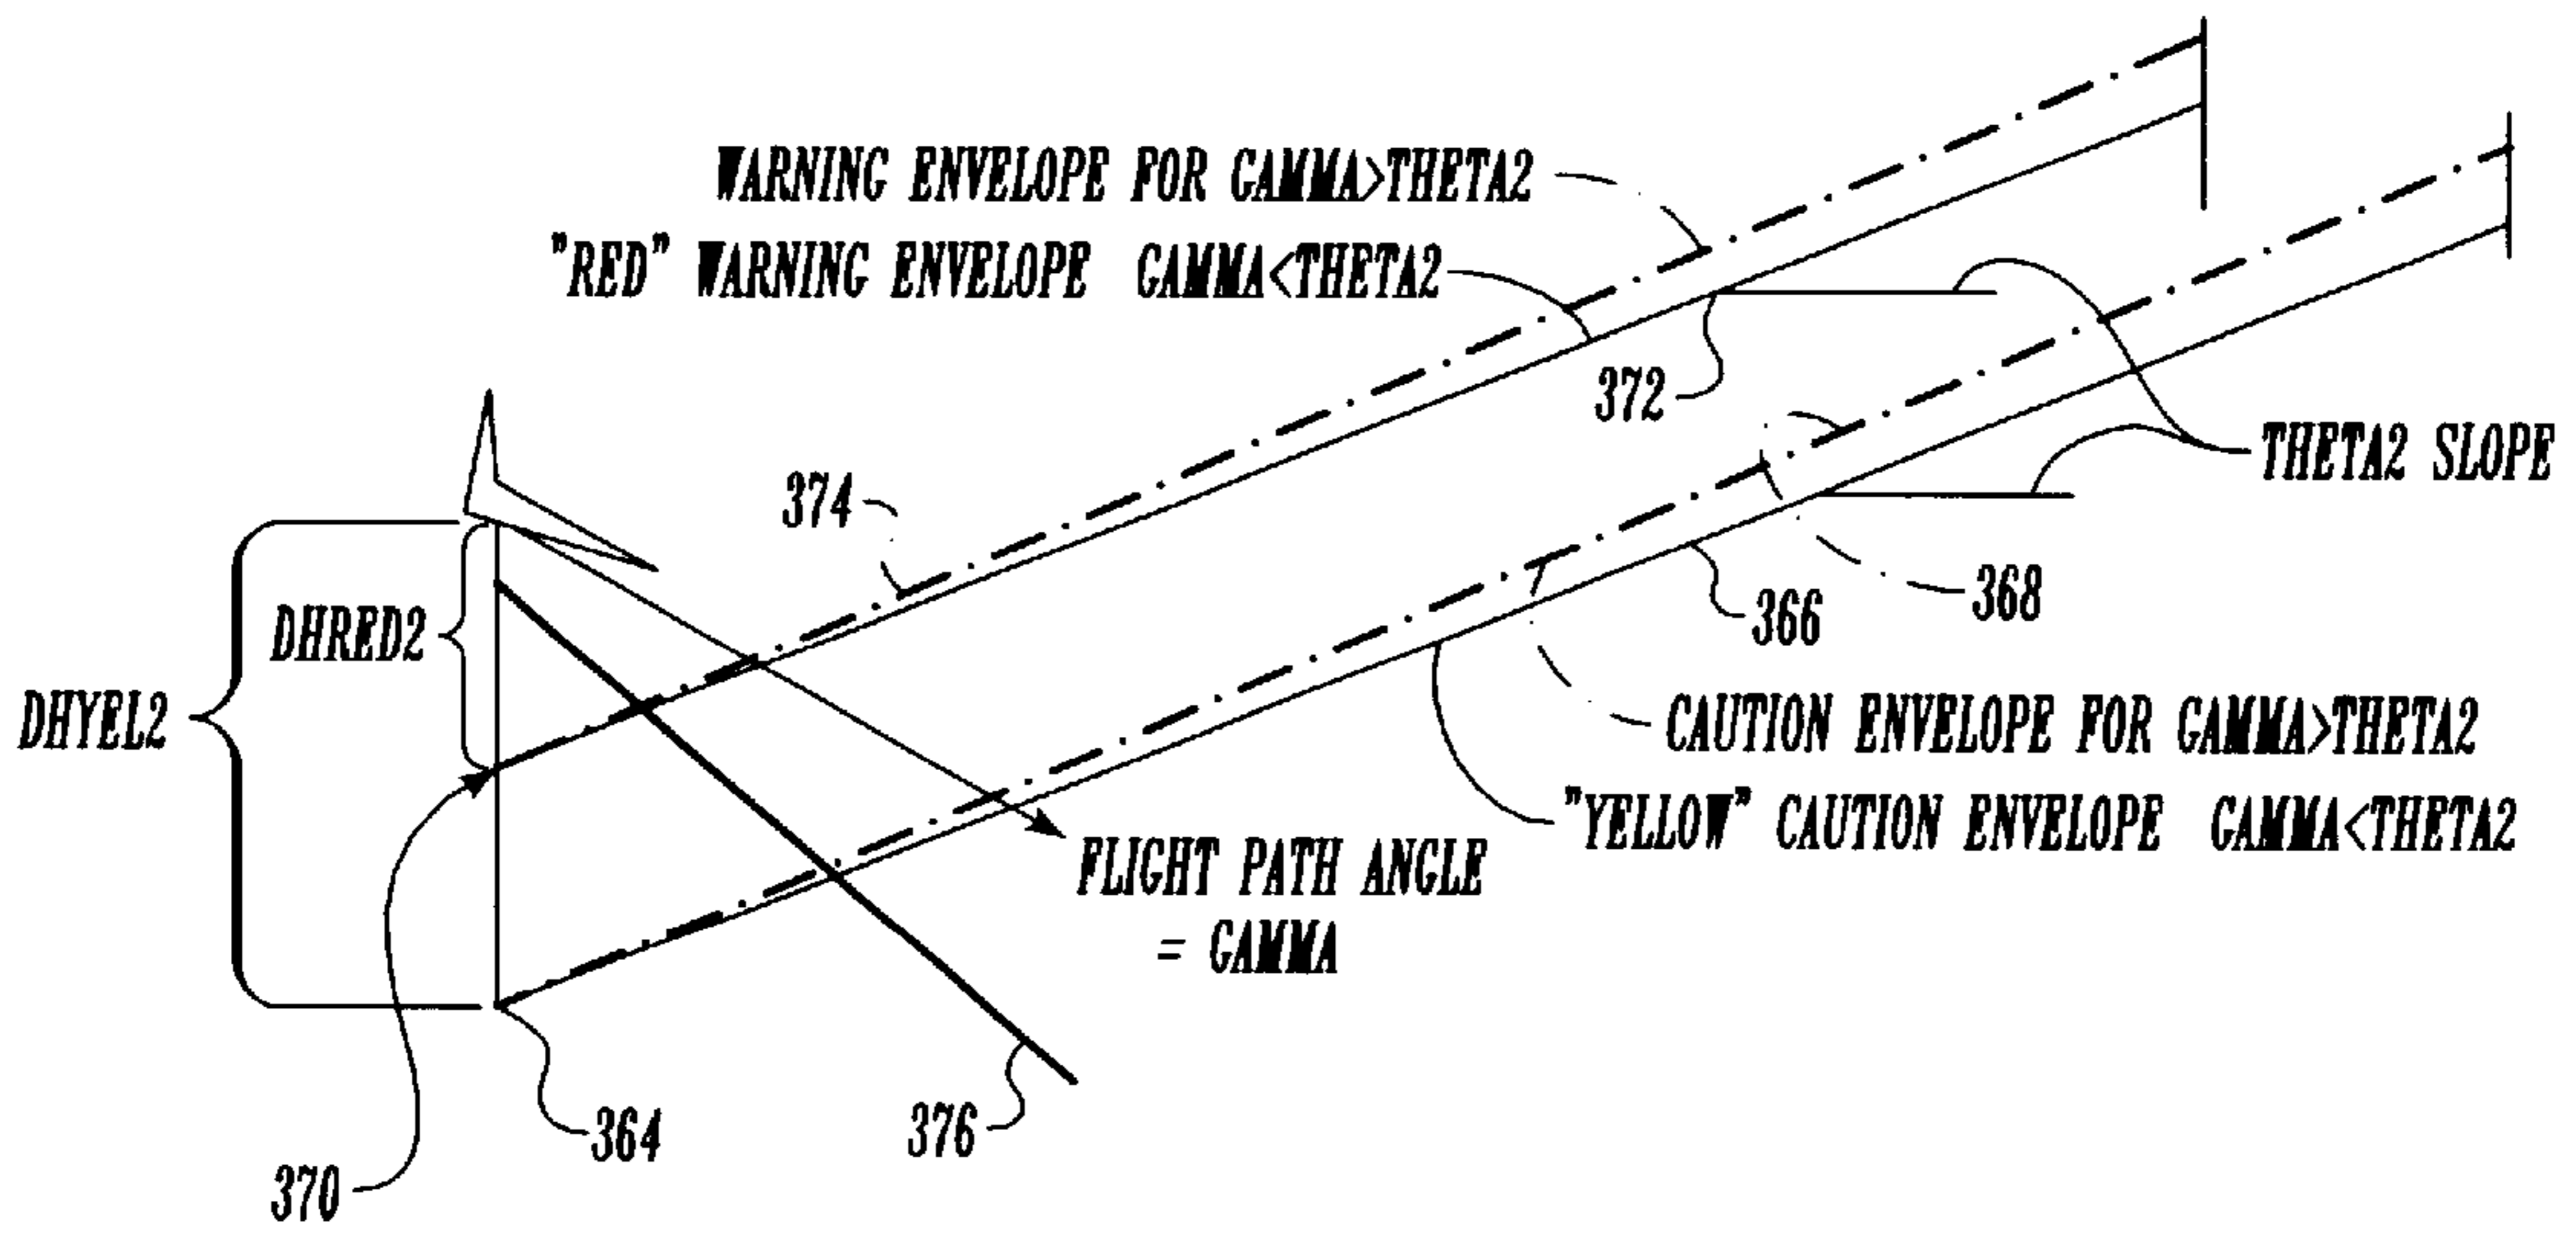 WARNING ENVELOPE FOR GAMMA>THETA2
"RED" WARNING ENVELOPE GAMMA<THETA2
372
THETA2 SLOPE
374
368
366
DHRED2
DHYEL2
CAUTION ENVELOPE FOR GAMMA>THETA2
"YELLOW" CAUTION ENVELOPE GAMMA<THETA2
FLIGHT PATH ANGLE
= GAMMA
364
376
370